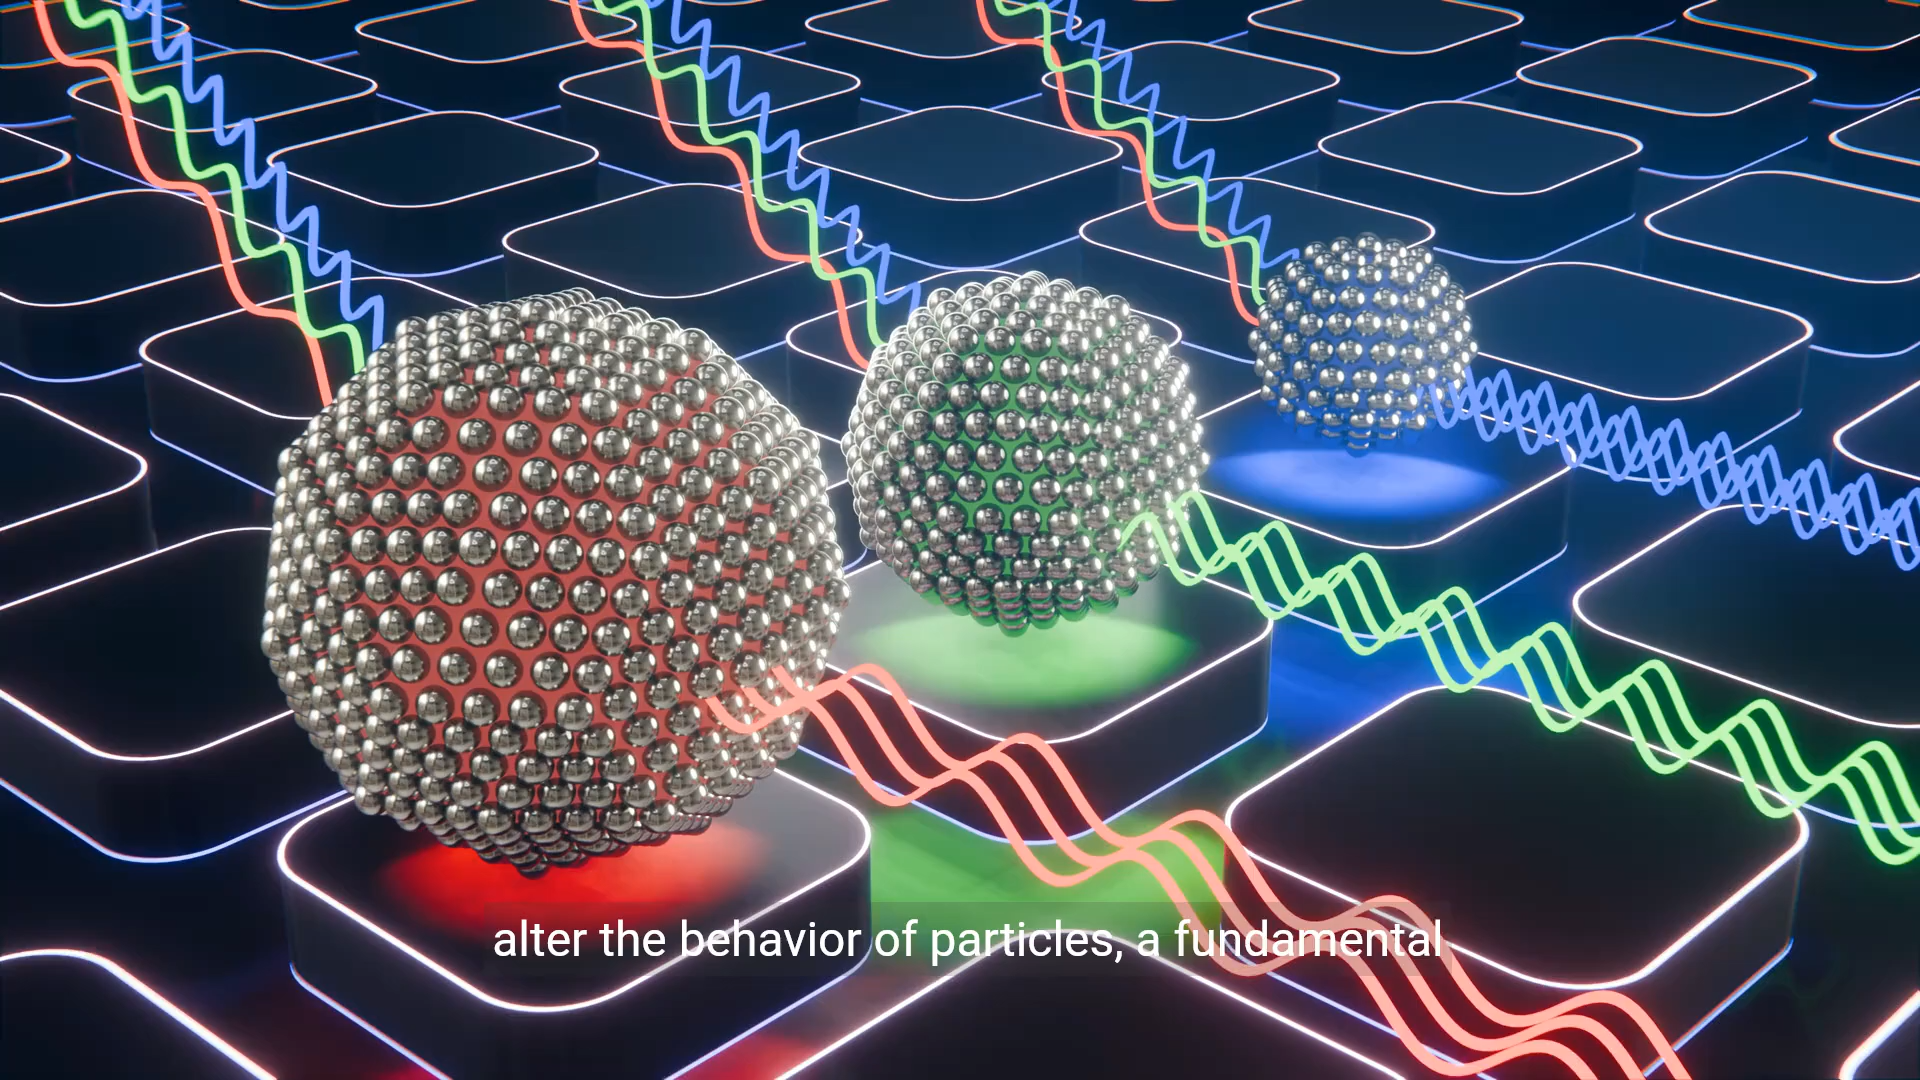 alter the behavior of particles, a fundamental